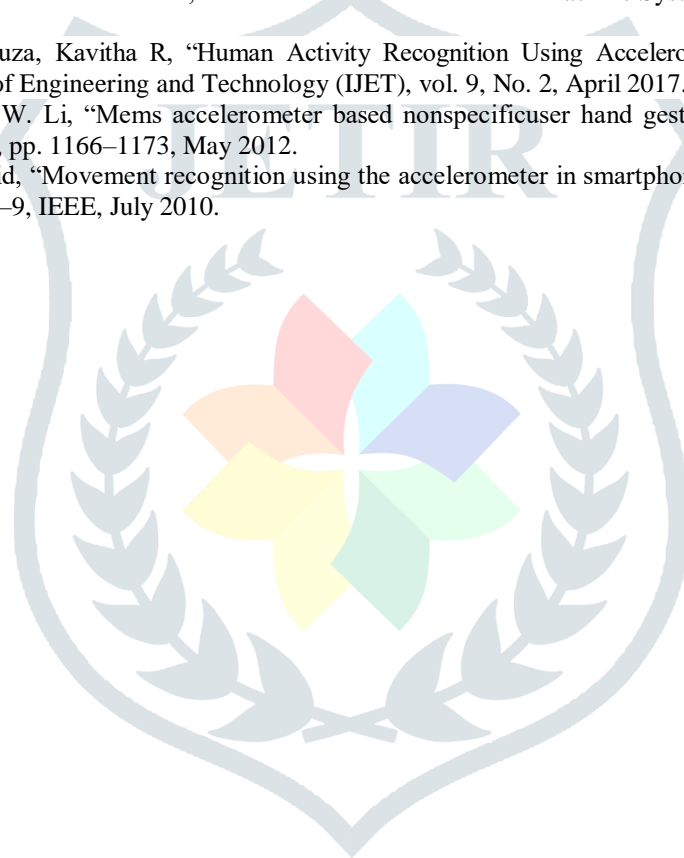 uza, Kavitha R, “Human Activity Recognition Using Accelero
of Engineering and Technology (IJET), vol. 9, No. 2, April 2017.
W. Li, “Mems accelerometer based nonspecificuser hand gest
, pp. 1166–1173, May 2012.
id, “Movement recognition using the accelerometer in smartpho
–9, IEEE, July 2010.
JETIR